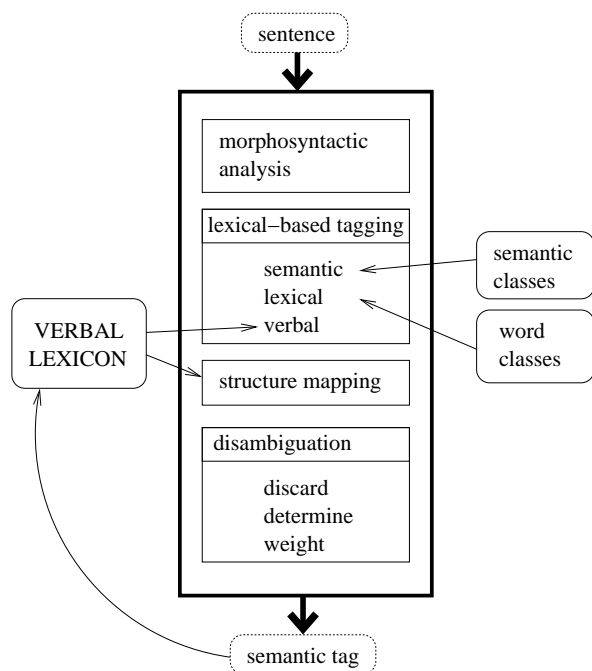 sentence
morphosyntactic
analysis
lexical–based tagging
semantic
lexical
verbal
semantic
classes
word
classes
VERBAL
LEXICON
structure mapping
disambiguation
discard
determine
weight
semantic tag